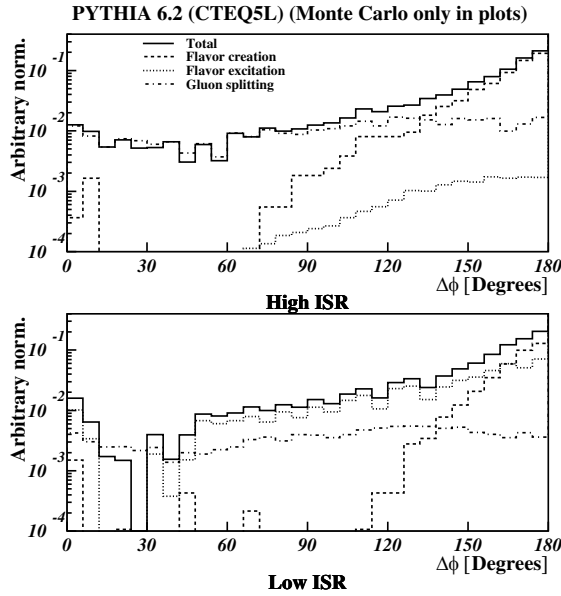 PYTHIA 6.2 (CTEQ5L) (Monte Carlo only in plots)
Arbitrary norm.
10 -1
10 -2
10 -3
10 -4
Total
Flavor creation
Flavor excitation
Gluon splitting
0 30 60 90 120 150 180
Δϕ [Degrees]
High ISR
Arbitrary norm.
10 -1
10 -2
10 -3
10 -4
0 30 60 90 120 150 180
Δϕ [Degrees]
Low ISR